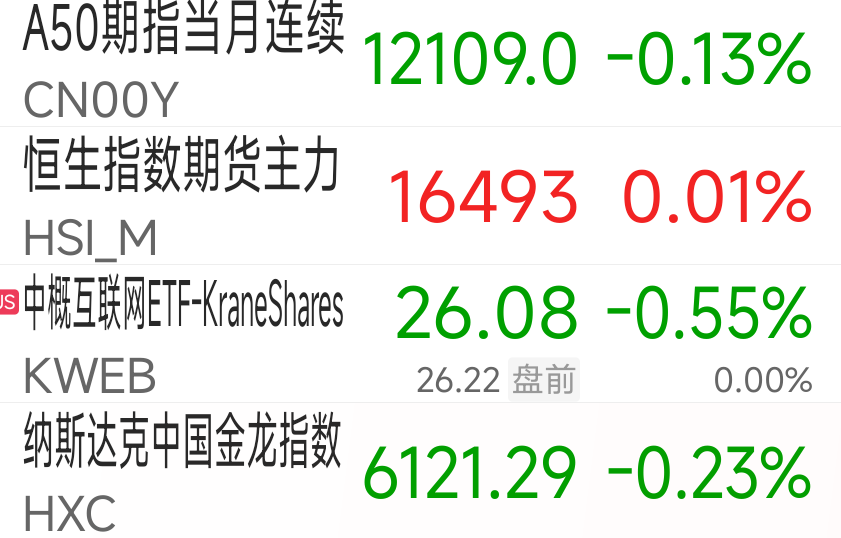 A50期指当月连续 12109.0 -0.13%
CN00Y
恒生指数期货主力 16493 0.01%
HSI_M
US 中概互联网ETF-KraneShares 26.08 -0.55%
KWEB 26.22 盘前 0.00%
纳斯达克中国金龙指数 6121.29 -0.23%
HXC